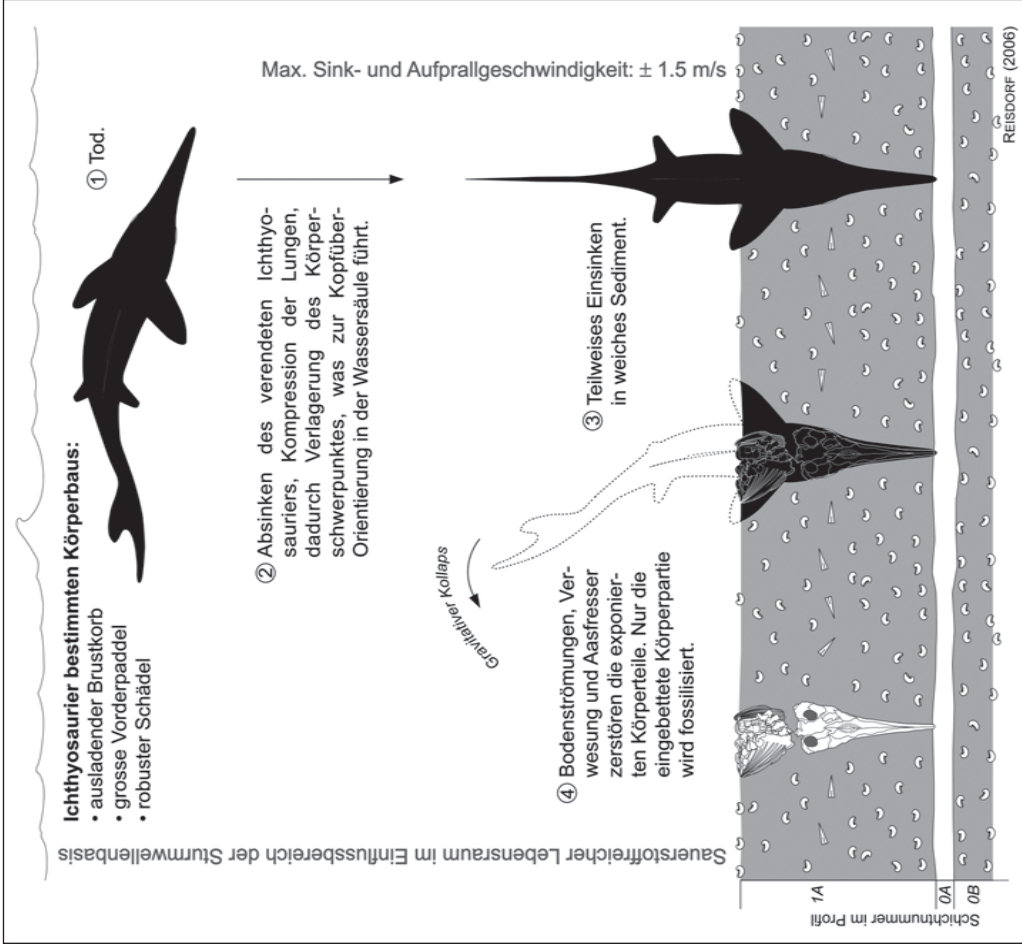 Ichthyosaurier bestimmten Körperbaus:
• ausladender Brustkorb
• grosse Vorderpaddel
• robuster Schädel
① Tod.
② Absinken des verendeten Ichthyo-
sauriers, Kompression der Lungen,
dadurch Verlagerung des Körper-
schwerpunktes, was zur Kopfüber-
Orientierung in der Wassersäule führt.
Max. Sink- und Aufprallgeschwindigkeit: ± 1.5 m/s
③ Teilweises Einsinken
in weiches Sediment.
Gravitativer Kollaps
④ Bodenströmungen, Ver-
wesung und Aasfresser
zerstören die exponier-
ten Körperteile. Nur die
eingebettete Körperpartie
wird fossilisiert.
Sauerstoffreicher Lebensraum im Einflussbereich der Sturmwellenbasis
Schichtnummer im Profil
1A
0A
0B
REISDORF (2006)